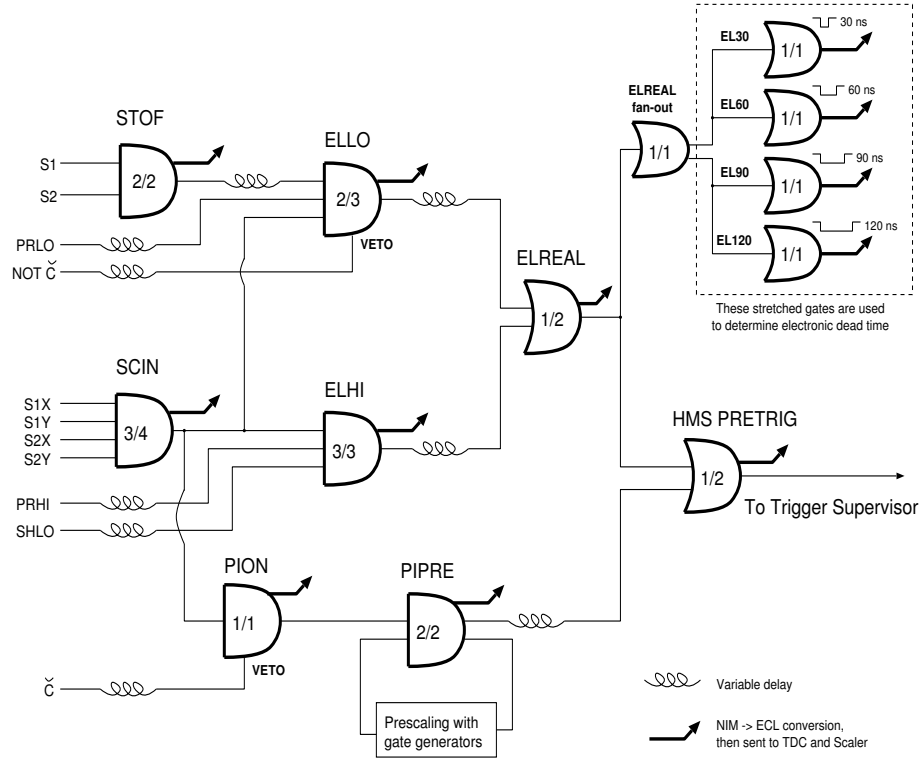 STOF
S1
S2
2/2
ELLO
2/3
VETO
PRLO
NOT Č
SCIN
S1X
S1Y
S2X
S2Y
3/4
ELHI
3/3
PRHI
SHLO
PION
1/1
VETO
Č
PIPRE
2/2
Prescaling with
gate generators
ELREAL
1/2
ELREAL
fan-out
1/1
EL30
1/1
30 ns
EL60
1/1
60 ns
EL90
1/1
90 ns
EL120
1/1
120 ns
These stretched gates are used
to determine electronic dead time
HMS PRETRIG
1/2
To Trigger Supervisor
Variable delay
NIM -> ECL conversion,
then sent to TDC and Scaler